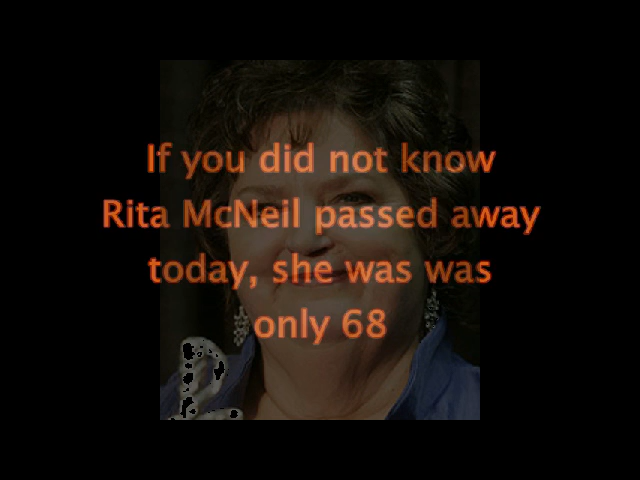 If you did not know
Rita McNeil passed away
today, she was was
only 68